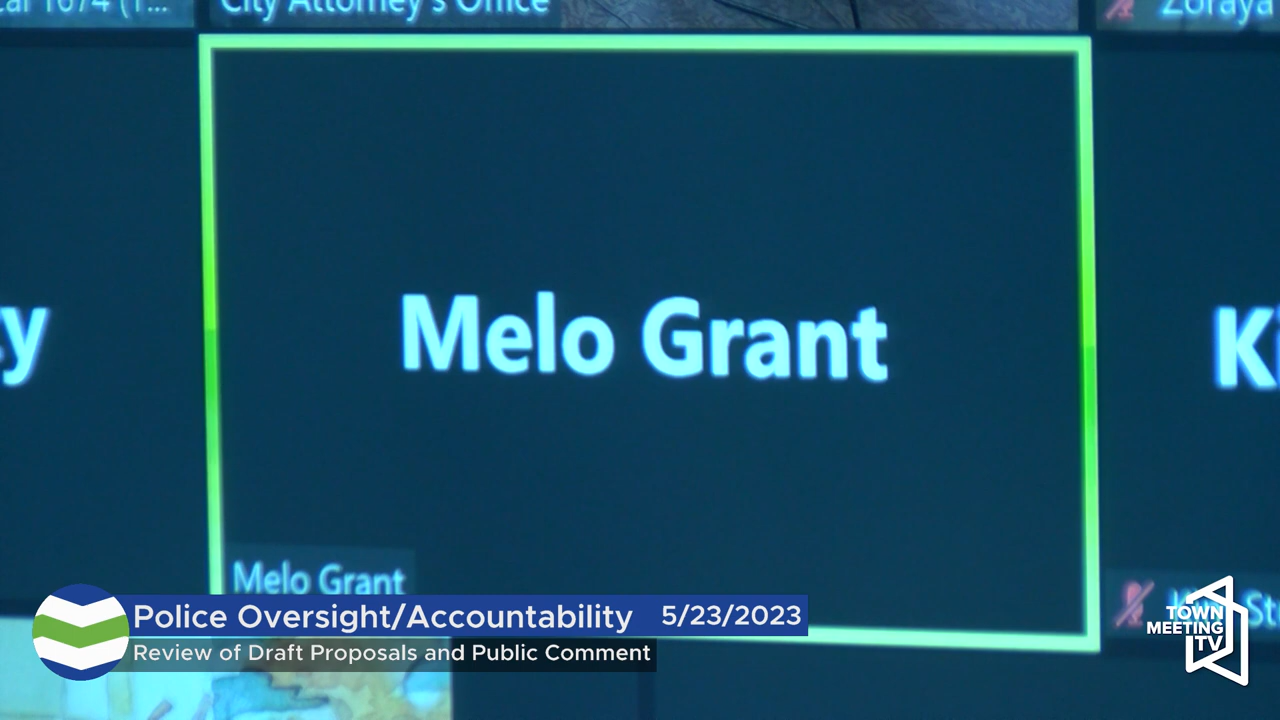 City Attorney's Office
Zoraya
Melo Grant
Melo Grant
Police Oversight/Accountability 5/23/2023
Review of Draft Proposals and Public Comment
TOWN
MEETING
TV